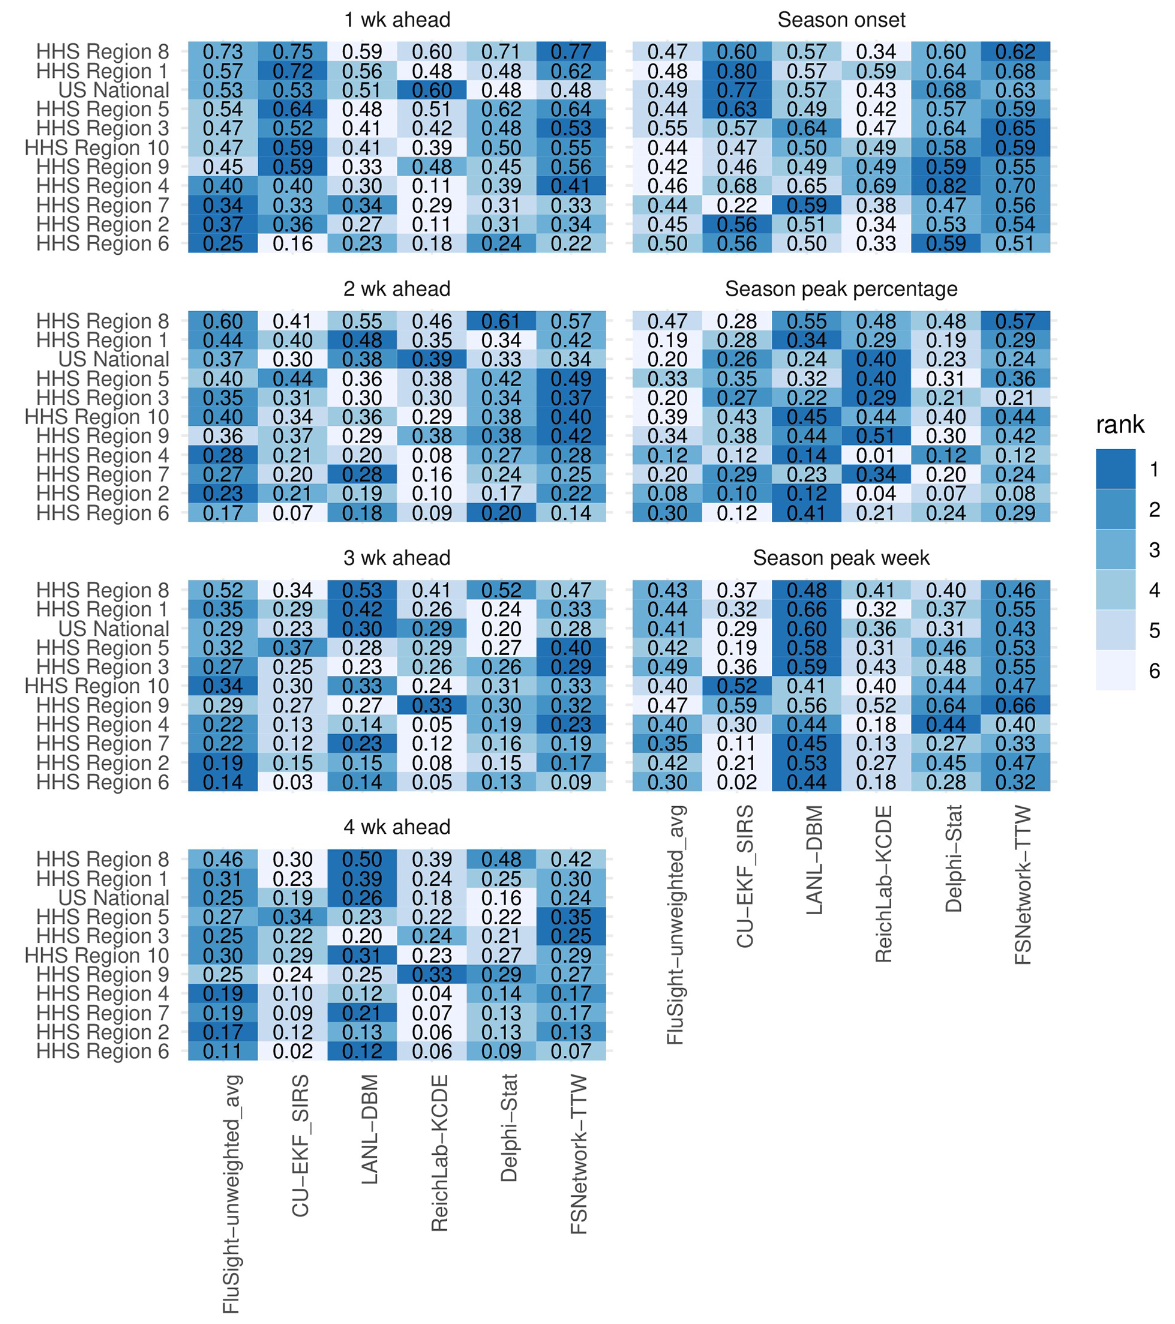 1 wk ahead
HHS Region 8 0.73 0.75 0.59 0.60 0.71 0.77
HHS Region 1 0.57 0.72 0.56 0.48 0.48 0.62
US National 0.53 0.53 0.51 0.60 0.48 0.48
HHS Region 5 0.54 0.64 0.48 0.51 0.62 0.64
HHS Region 3 0.47 0.52 0.41 0.42 0.48 0.53
HHS Region 10 0.47 0.59 0.41 0.39 0.50 0.55
HHS Region 9 0.45 0.59 0.33 0.48 0.45 0.56
HHS Region 4 0.40 0.40 0.30 0.11 0.39 0.41
HHS Region 7 0.34 0.33 0.34 0.29 0.31 0.33
HHS Region 2 0.37 0.36 0.27 0.11 0.31 0.34
HHS Region 6 0.25 0.16 0.23 0.18 0.24 0.22
Season onset
0.47 0.60 0.57 0.34 0.60 0.62
0.48 0.80 0.57 0.59 0.64 0.68
0.49 0.77 0.57 0.43 0.68 0.63
0.44 0.63 0.49 0.42 0.57 0.59
0.55 0.57 0.64 0.47 0.64 0.65
0.44 0.47 0.50 0.49 0.58 0.59
0.42 0.46 0.49 0.49 0.59 0.55
0.46 0.68 0.65 0.69 0.82 0.70
0.44 0.22 0.59 0.38 0.47 0.56
0.45 0.56 0.51 0.34 0.53 0.54
0.50 0.56 0.50 0.33 0.59 0.51
2 wk ahead
HHS Region 8 0.60 0.41 0.55 0.46 0.61 0.57
HHS Region 1 0.44 0.40 0.48 0.35 0.34 0.42
US National 0.37 0.30 0.38 0.39 0.33 0.34
HHS Region 5 0.40 0.44 0.36 0.38 0.42 0.49
HHS Region 3 0.35 0.31 0.30 0.30 0.34 0.37
HHS Region 10 0.40 0.34 0.36 0.29 0.38 0.40
HHS Region 9 0.36 0.37 0.29 0.38 0.38 0.42
HHS Region 4 0.28 0.21 0.20 0.08 0.27 0.28
HHS Region 7 0.27 0.20 0.28 0.16 0.24 0.25
HHS Region 2 0.23 0.21 0.19 0.10 0.17 0.22
HHS Region 6 0.17 0.07 0.18 0.09 0.20 0.14
Season peak percentage
0.47 0.28 0.55 0.48 0.48 0.57
0.19 0.28 0.34 0.29 0.19 0.29
0.20 0.26 0.24 0.40 0.23 0.24
0.33 0.35 0.32 0.40 0.31 0.36
0.20 0.27 0.22 0.29 0.21 0.21
0.39 0.43 0.45 0.44 0.40 0.44
0.34 0.38 0.44 0.51 0.30 0.42
0.12 0.12 0.14 0.01 0.12 0.12
0.20 0.29 0.23 0.34 0.20 0.24
0.08 0.10 0.12 0.04 0.07 0.08
0.30 0.12 0.41 0.21 0.24 0.29
3 wk ahead
HHS Region 8 0.52 0.34 0.53 0.41 0.52 0.47
HHS Region 1 0.35 0.29 0.42 0.26 0.24 0.33
US National 0.29 0.23 0.30 0.29 0.20 0.28
HHS Region 5 0.32 0.37 0.28 0.29 0.27 0.40
HHS Region 3 0.27 0.25 0.23 0.26 0.26 0.29
HHS Region 10 0.34 0.30 0.33 0.24 0.31 0.33
HHS Region 9 0.29 0.27 0.27 0.33 0.30 0.32
HHS Region 4 0.22 0.13 0.14 0.05 0.19 0.23
HHS Region 7 0.22 0.12 0.23 0.12 0.16 0.19
HHS Region 2 0.19 0.15 0.15 0.08 0.15 0.17
HHS Region 6 0.14 0.03 0.14 0.05 0.13 0.09
Season peak week
0.43 0.37 0.48 0.41 0.40 0.46
0.44 0.32 0.66 0.32 0.37 0.55
0.41 0.29 0.60 0.36 0.31 0.43
0.42 0.19 0.58 0.31 0.46 0.53
0.49 0.36 0.59 0.43 0.48 0.55
0.40 0.52 0.41 0.40 0.44 0.47
0.47 0.59 0.56 0.52 0.64 0.66
0.40 0.30 0.44 0.18 0.44 0.40
0.35 0.11 0.45 0.13 0.27 0.33
0.42 0.21 0.53 0.27 0.45 0.47
0.30 0.02 0.44 0.18 0.28 0.32
FluSight−unweighted_avg
CU−EKF_SIRS
LANL−DBM
ReichLab−KCDE
Delphi−Stat
FSNetwork−TTW
4 wk ahead
HHS Region 8 0.46 0.30 0.50 0.39 0.48 0.42
HHS Region 1 0.31 0.23 0.39 0.24 0.25 0.30
US National 0.25 0.19 0.26 0.18 0.16 0.24
HHS Region 5 0.27 0.34 0.23 0.22 0.22 0.35
HHS Region 3 0.25 0.22 0.20 0.24 0.21 0.25
HHS Region 10 0.30 0.29 0.31 0.23 0.27 0.29
HHS Region 9 0.25 0.24 0.25 0.33 0.29 0.27
HHS Region 4 0.19 0.10 0.12 0.04 0.14 0.17
HHS Region 7 0.19 0.09 0.21 0.07 0.13 0.17
HHS Region 2 0.17 0.12 0.13 0.06 0.13 0.13
HHS Region 6 0.11 0.02 0.12 0.06 0.09 0.07
FluSight−unweighted_avg
CU−EKF_SIRS
LANL−DBM
ReichLab−KCDE
Delphi−Stat
FSNetwork−TTW
rank
1
2
3
4
5
6